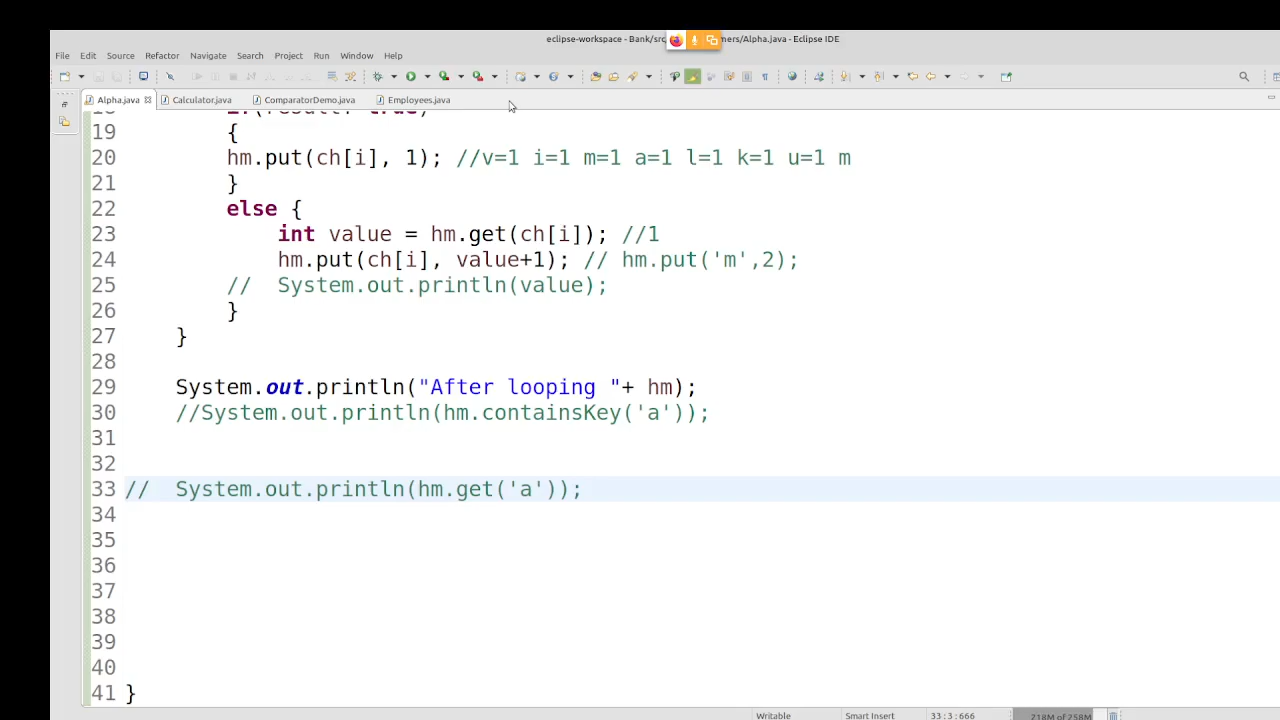 eclipse-workspace - Bank/src mers/Alpha.java - Eclipse IDE
File Edit Source Refactor Navigate Search Project Run Window Help
Alpha.java Calculator.java ComparatorDemo.java Employees.java
19 {
20 hm.put(ch[i], 1); //v=1 i=1 m=1 a=1 l=1 k=1 u=1 m
21 }
22 else {
23 int value = hm.get(ch[i]); //1
24 hm.put(ch[i], value+1); // hm.put('m',2);
25 // System.out.println(value);
26 }
27 }
28
29 System.out.println("After looping "+ hm);
30 //System.out.println(hm.containsKey('a'));
31
32
33 // System.out.println(hm.get('a'));
34
35
36
37
38
39
40
41 }
Writable Smart Insert 33:3:666 218M of 258M